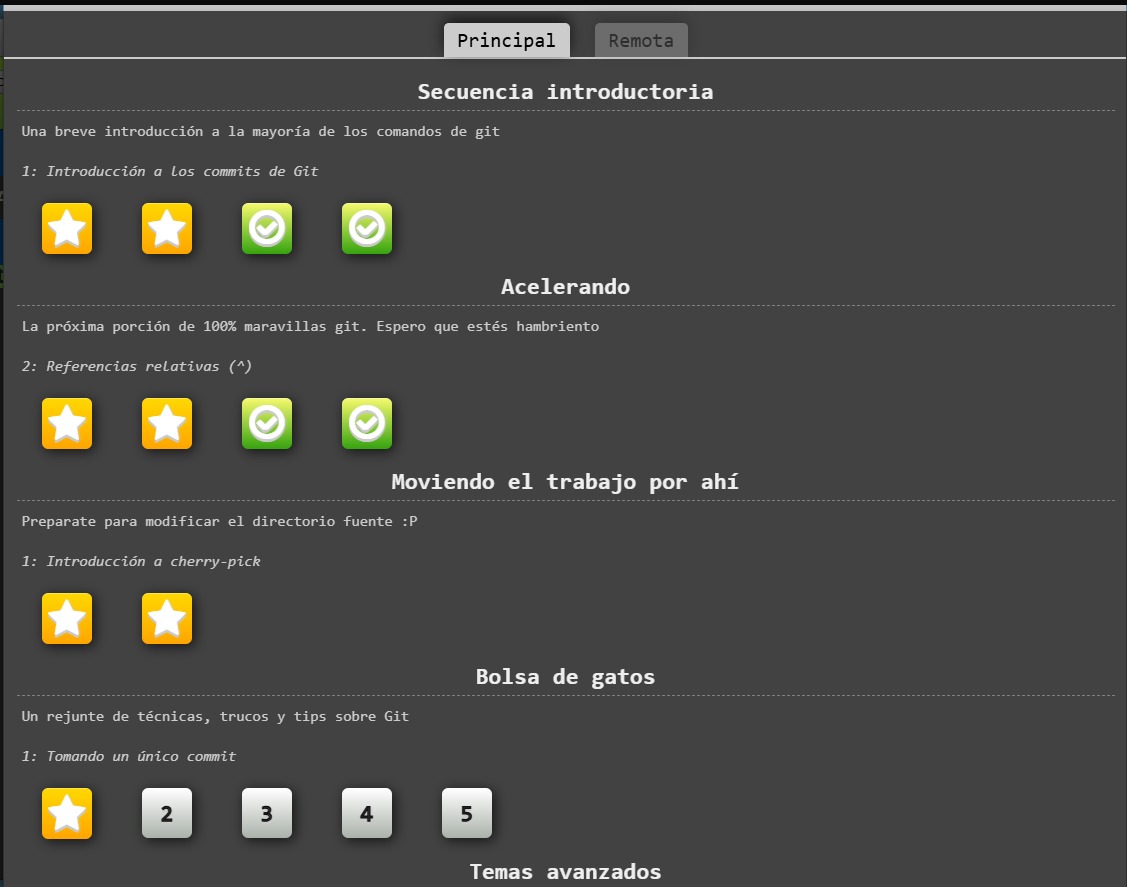 Principal Remota
Secuencia introductoria
Una breve introducción a la mayoría de los comandos de git
1: Introducción a los commits de Git
Acelerando
La próxima porción de 100% maravillas git. Espero que estés hambriento
2: Referencias relativas (^)
Moviendo el trabajo por ahí
Preparate para modificar el directorio fuente :P
1: Introducción a cherry-pick
Bolsa de gatos
Un rejunte de técnicas, trucos y tips sobre Git
1: Tomando un único commit
2 3 4 5
Temas avanzados